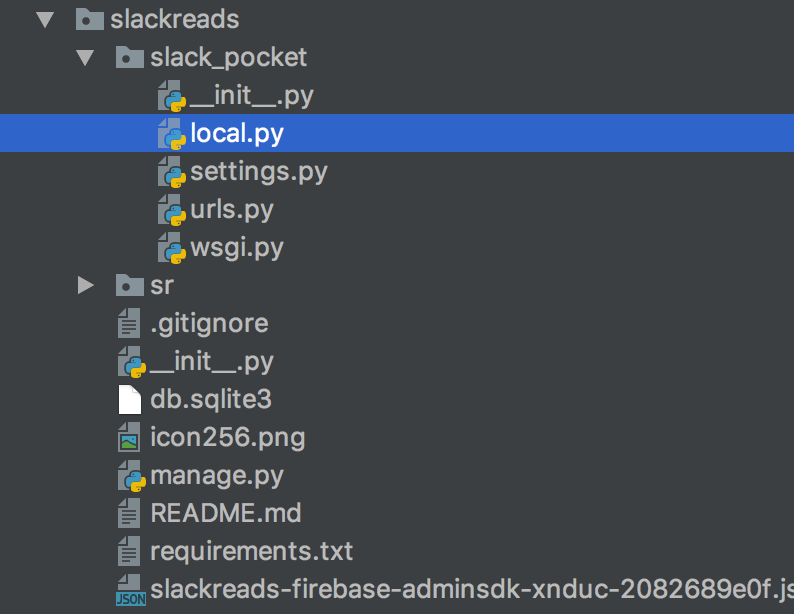 slackreads
slack_pocket
__init__.py
local.py
settings.py
urls.py
wsgi.py
sr
.gitignore
__init__.py
db.sqlite3
icon256.png
manage.py
README.md
requirements.txt
JSON slackreads-firebase-adminsdk-xnduc-2082689e0f.js